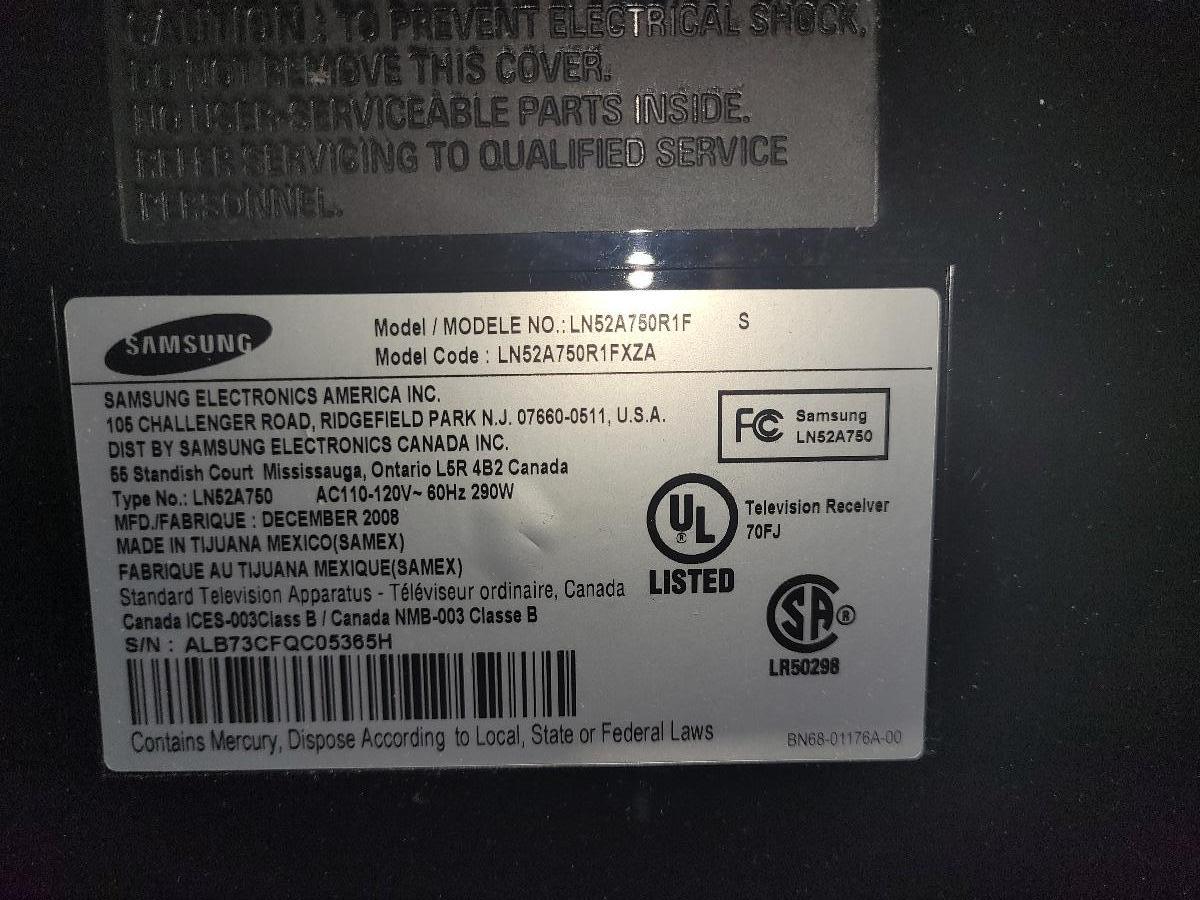 CAUTION : TO PREVENT ELECTRICAL SHOCK,
DO NOT REMOVE THIS COVER.
NO USER-SERVICEABLE PARTS INSIDE.
REFER SERVICING TO QUALIFIED SERVICE
PERSONNEL.
SAMSUNG
Model / MODELE NO.: LN52A750R1F S
Model Code : LN52A750R1FXZA
SAMSUNG ELECTRONICS AMERICA INC.
105 CHALLENGER ROAD, RIDGEFIELD PARK N.J. 07660-0511, U.S.A.
DIST BY SAMSUNG ELECTRONICS CANADA INC.
55 Standish Court Mississauga, Ontario L5R 4B2 Canada
Type No.: LN52A750 AC110-120V~ 60Hz 290W
MFD./FABRIQUE : DECEMBER 2008
MADE IN TIJUANA MEXICO(SAMEX)
FABRIQUE AU TIJUANA MEXIQUE(SAMEX)
Standard Television Apparatus - Téléviseur ordinaire, Canada
Canada ICES-003Class B / Canada NMB-003 Classe B
S/N : ALB73CFQC05365H
Contains Mercury, Dispose According to Local, State or Federal Laws
FC Samsung
LN52A750
UL ®
LISTED
Television Receiver
70FJ
SA ®
LR50298
BN68-01176A-00